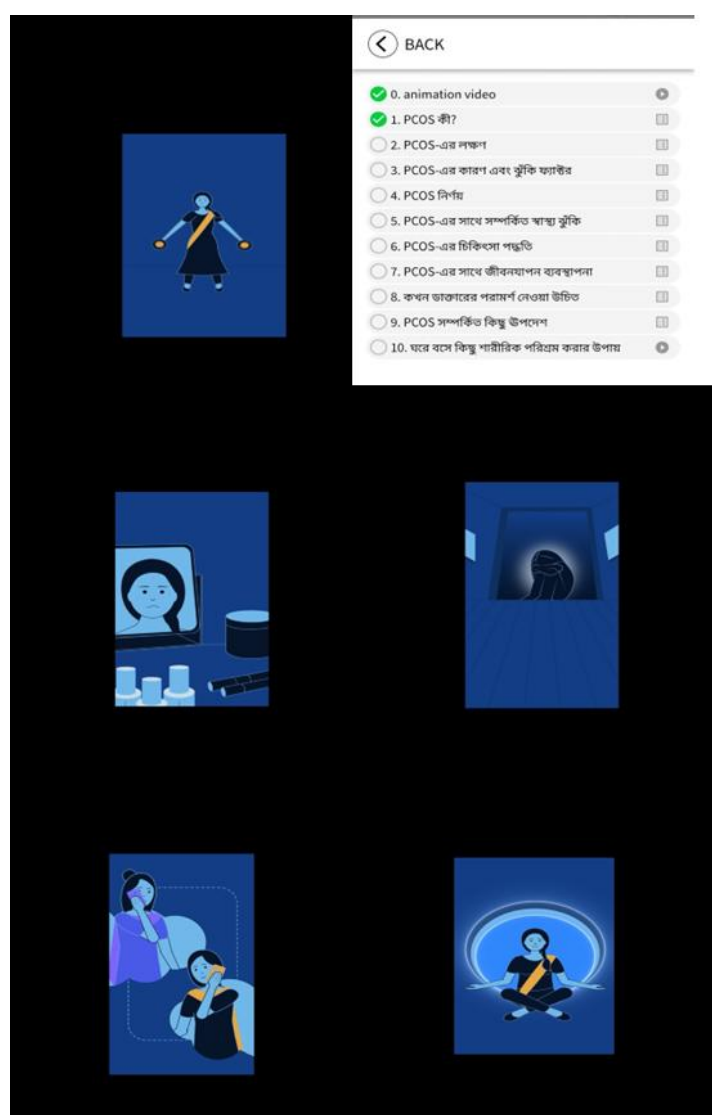 BACK
0. animation video
1. PCOS কী?
2. PCOS-এর লক্ষণ
3. PCOS-এর কারণ এবং ঝুঁকি ফ্যাক্টর
4. PCOS নির্ণয়
5. PCOS-এর সাথে সম্পর্কিত স্বাস্থ্য ঝুঁকি
6. PCOS-এর চিকিৎসা পদ্ধতি
7. PCOS-এর সাথে জীবনযাপন ব্যবস্থাপনা
8. কখন ডাক্তারের পরামর্শ নেওয়া উচিত
9. PCOS সম্পর্কিত কিছু ঊপদেশ
10. ঘরে বসে কিছু শারীরিক পরিশ্রম করার উপায়